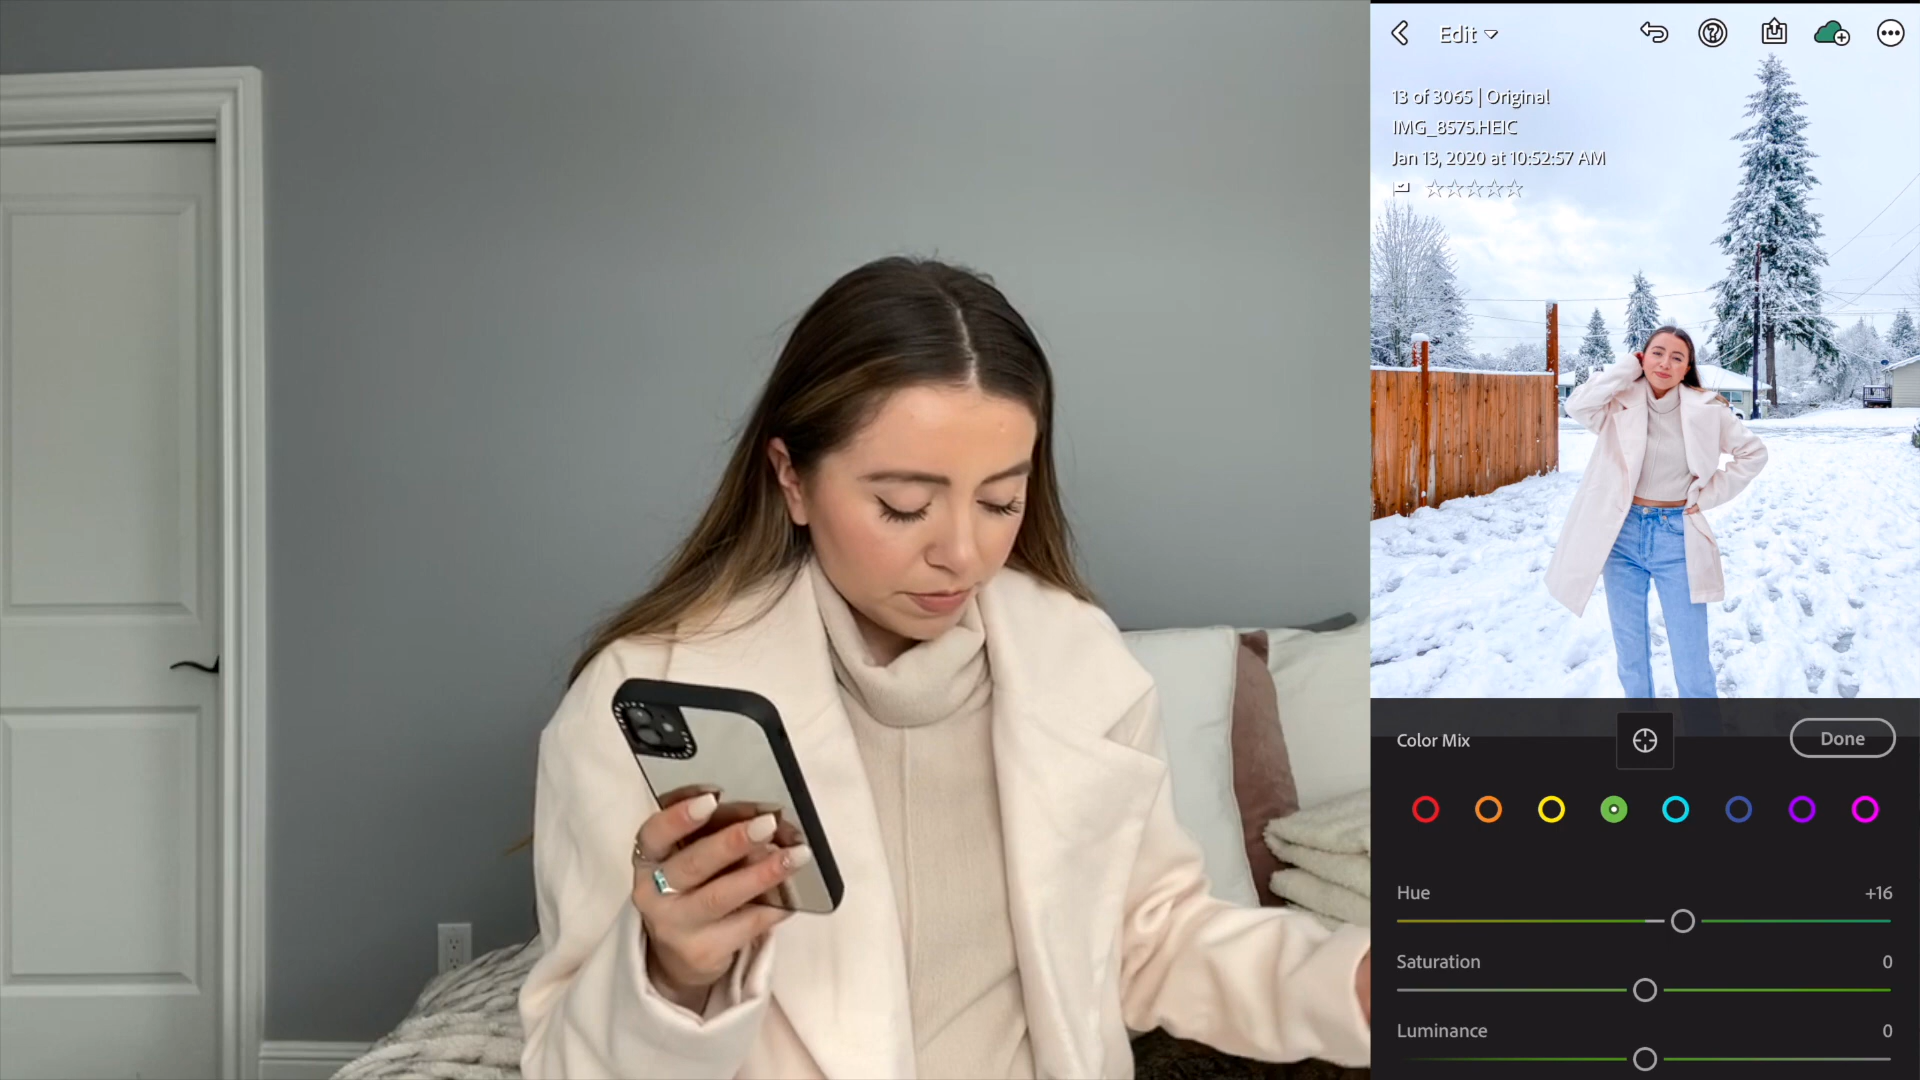 Edit
13 of 3065 | Original
IMG_8575.HEIC
Jan 13, 2020 at 10:52:57 AM
Color Mix
Done
Hue +16
Saturation 0
Luminance 0